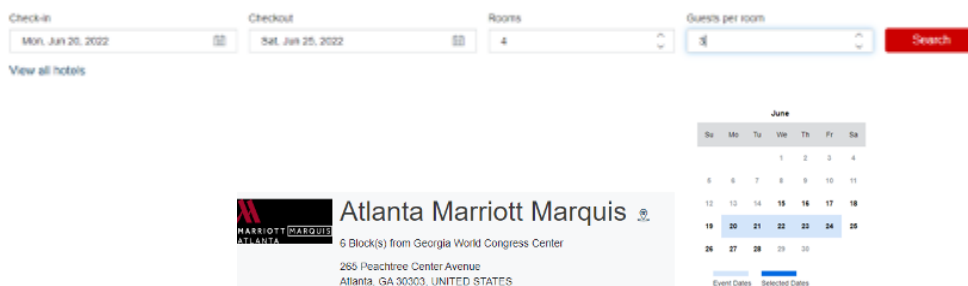 Check-in Checkout Rooms Guests per room
Mon, Jun 20, 2022 Sat, Jun 25, 2022 4 3 Search
View all hotels
June
Su Mo Tu We Th Fr Sa
1 2 3 4
5 6 7 8 9 10 11
12 13 14 15 16 17 18
19 20 21 22 23 24 25
26 27 28 29 30
Event Dates Selected Dates
MARRIOTT MARQUIS
ATLANTA
Atlanta Marriott Marquis
6 Block(s) from Georgia World Congress Center
265 Peachtree Center Avenue
Atlanta, GA 30303, UNITED STATES